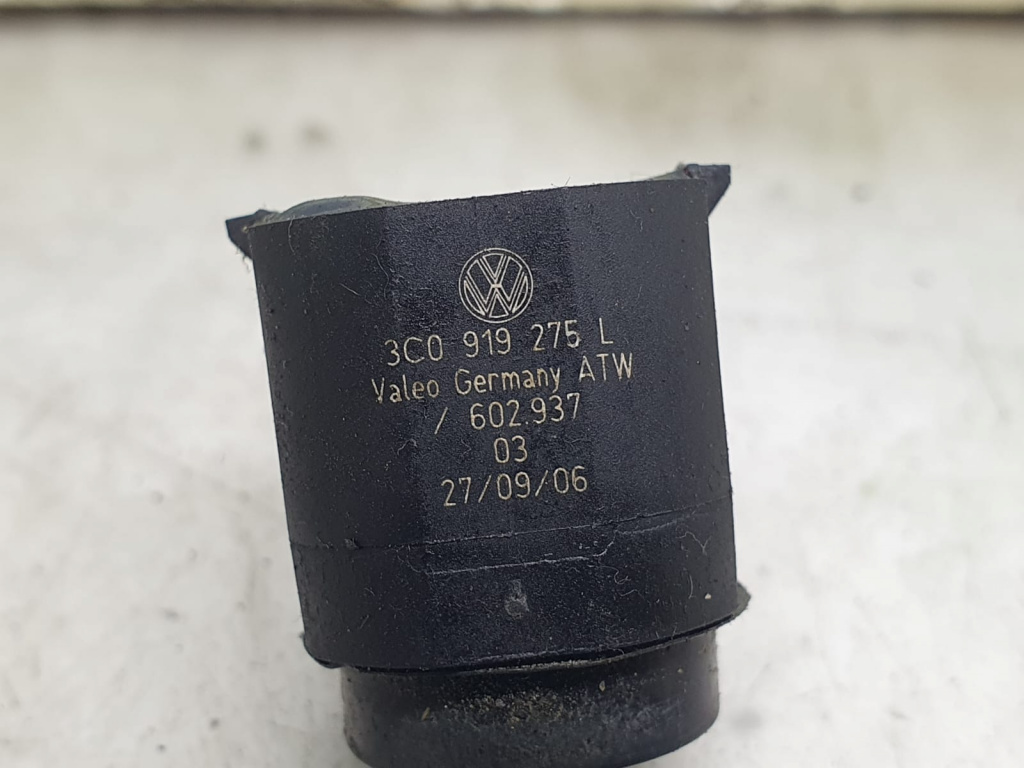 3C0 919 275 L
Valeo Germany ATW
/ 602.937
03
27/09/06